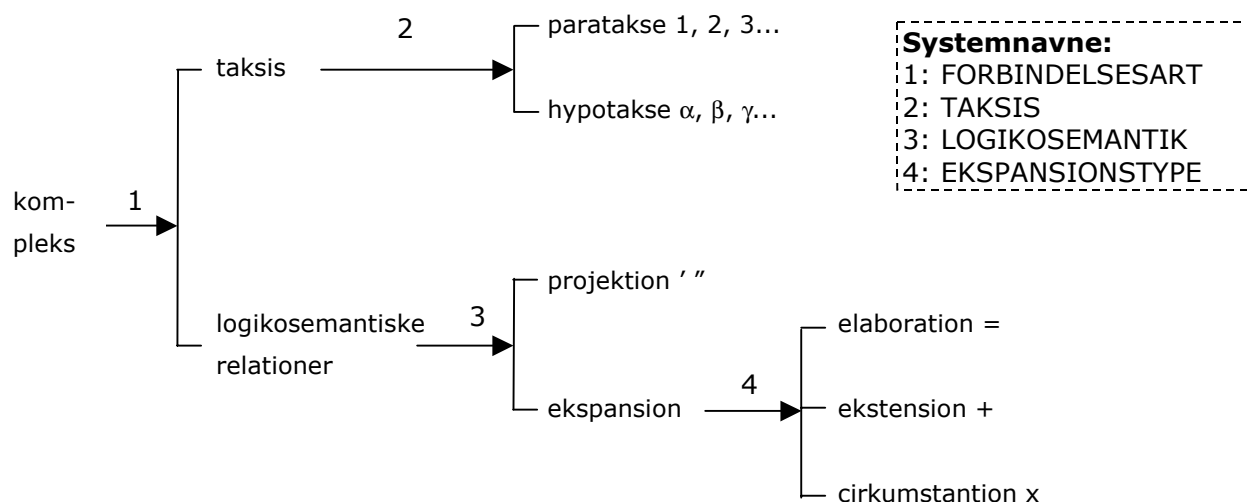 2
paratakse 1, 2, 3...
taksis
hypotakse α, β, γ...
Systemnavne:
1: FORBINDELSESART
2: TAKSIS
3: LOGIKOSEMANTIK
4: EKSPANSIONSTYPE
kom-
pleks
1
projektion ’ ”
logikosemantiske
relationer
3
elaboration =
ekspansion
4
ekstension +
cirkumstantion x